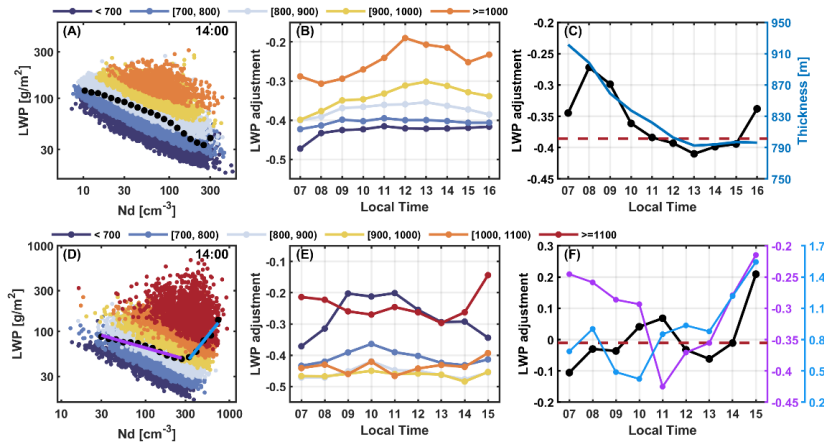 < 700 [700, 800) [800, 900) [900, 1000) >=1000
(A) 14:00
300
100
30
LWP [g/m²]
10 30 100 300
Nd [cm⁻³]
(B)
-0.2
-0.3
-0.4
-0.5
LWP adjustment
07 08 09 10 11 12 13 14 15 16
Local Time
(C)
-0.2
-0.25
-0.3
-0.35
-0.4
-0.45
LWP adjustment
950
910
870
830
790
750
Thickness [m]
07 08 09 10 11 12 13 14 15 16
Local Time
< 700 [700, 800) [800, 900) [900, 1000) [1000, 1100) >=1100
(D) 14:00
1000
300
100
30
LWP [g/m²]
10 30 100 300 1000
Nd [cm⁻³]
(E)
-0.1
-0.2
-0.3
-0.4
-0.5
LWP adjustment
07 08 09 10 11 12 13 14 15
Local Time
(F)
0.3
0.2
0.1
-0
-0.1
-0.2
LWP adjustment
-0.2
-0.25
-0.3
-0.35
-0.4
-0.45
1.7
1.4
1.1
0.8
0.5
0.2
07 08 09 10 11 12 13 14 15
Local Time